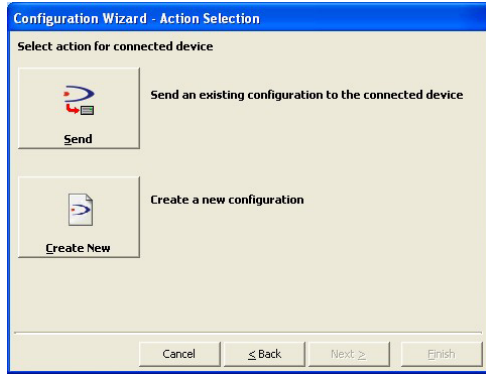 Configuration Wizard - Action Selection
Select action for connected device
Send an existing configuration to the connected device
Send
Create a new configuration
Create New
Cancel
< Back
Next >
Finish